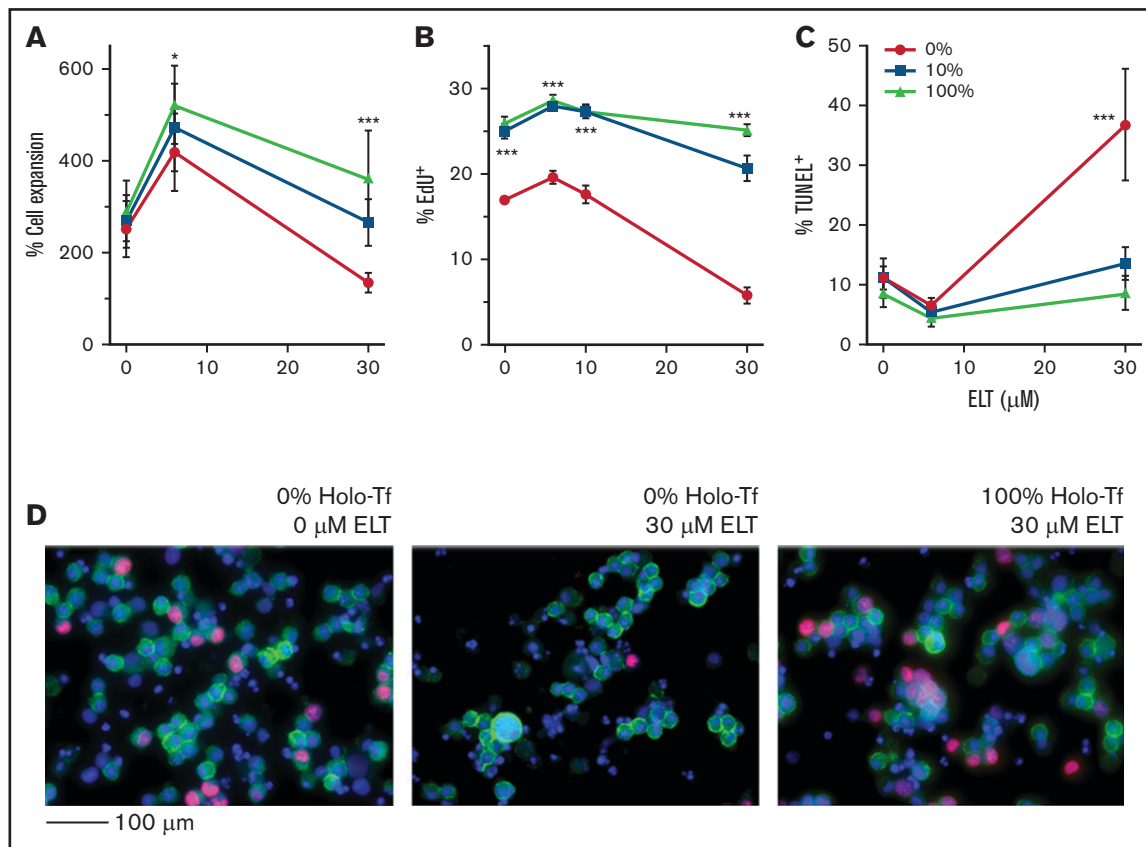 A
*
***
% Cell expansion
600
400
200
0
0 10 20 30
B
***
***
***
***
% EdU+
30
20
10
0
0 10 20 30
C
0%
10%
100%
***
% TUNEL+
50
40
30
20
10
0
0 10 20 30
ELT (μM)
D
0% Holo-Tf
0 μM ELT
0% Holo-Tf
30 μM ELT
100% Holo-Tf
30 μM ELT
100 μm